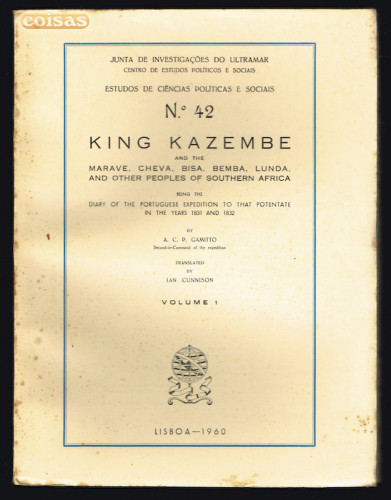 coisas
JUNTA DE INVESTIGAÇÕES DO ULTRAMAR
CENTRO DE ESTUDOS POLÍTICOS E SOCIAIS
ESTUDOS DE CIÊNCIAS POLÍTICAS E SOCIAIS
N.º 42
KING KAZEMBE
AND THE
MARAVE, CHEVA, BISA, BEMBA, LUNDA,
AND OTHER PEOPLES OF SOUTHERN AFRICA
BEING THE
DIARY OF THE PORTUGUESE EXPEDITION TO THAT POTENTATE
IN THE YEARS 1831 AND 1832
BY
A. C. P. GAMITTO
Second-in-Command of the expedition
TRANSLATED
BY
IAN CUNNISON
VOLUME I
LISBOA—1960